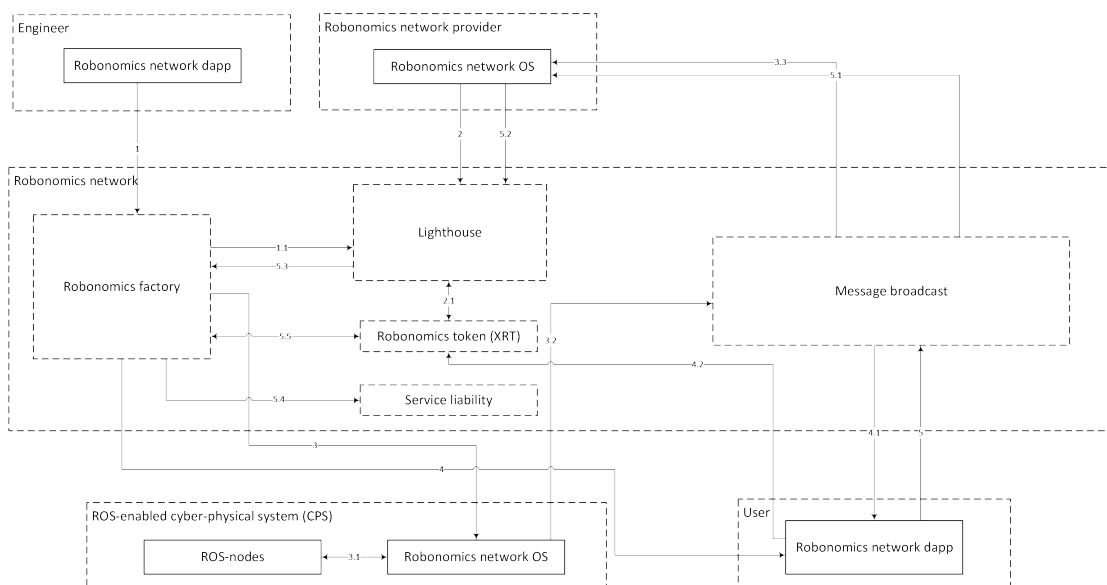 Engineer
Robonomics network dapp
Robonomics network provider
Robonomics network OS
3.3
5.1
1
2
5.2
Robonomics network
Robonomics factory
Lighthouse
1.1
5.3
2.1
Message broadcast
Robonomics token (XRT)
5.5
3.2
4.2
Service liability
5.4
3
4.1
5
4
ROS-enabled cyber-physical system (CPS)
ROS-nodes
3.1
Robonomics network OS
User
Robonomics network dapp